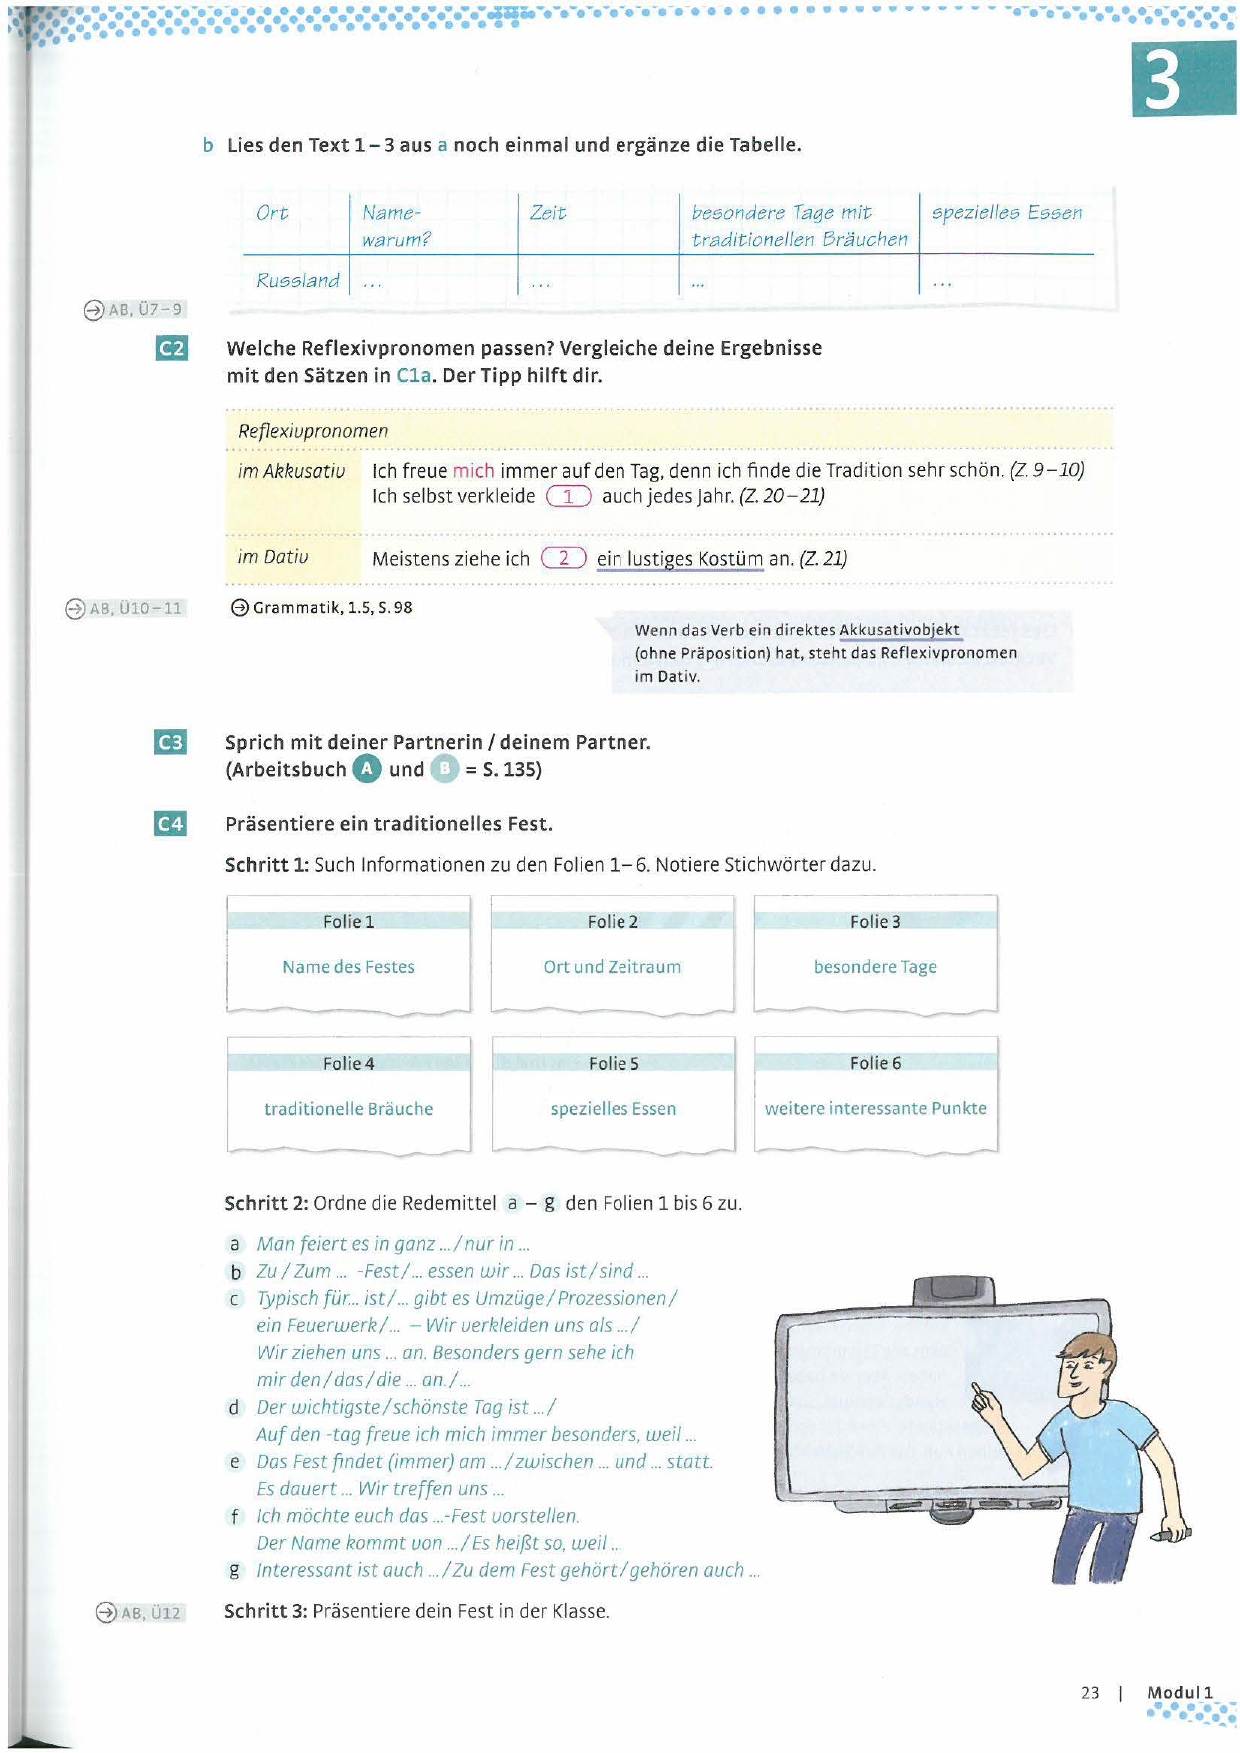 3
b Lies den Text 1–3 aus a noch einmal und ergänze die Tabelle.
Ort Name- Zeit besondere Tage mit spezielles Essen
warum? traditionellen Bräuchen
Russland ... ... ... ...
AB, Ü7–9
C2 Welche Reflexivpronomen passen? Vergleiche deine Ergebnisse
mit den Sätzen in C1a. Der Tipp hilft dir.
Reflexivpronomen
im Akkusativ Ich freue mich immer auf den Tag, denn ich finde die Tradition sehr schön. (Z. 9–10)
Ich selbst verkleide 1 auch jedes Jahr. (Z. 20–21)
im Dativ Meistens ziehe ich 2 ein lustiges Kostüm an. (Z. 21)
AB, Ü10–11 Grammatik, 1.5, S. 98
Wenn das Verb ein direktes Akkusativobjekt
(ohne Präposition) hat, steht das Reflexivpronomen
im Dativ.
C3 Sprich mit deiner Partnerin / deinem Partner.
(Arbeitsbuch A und B = S. 135)
C4 Präsentiere ein traditionelles Fest.
Schritt 1: Such Informationen zu den Folien 1–6. Notiere Stichwörter dazu.
Folie 1 Folie 2 Folie 3
Name des Festes Ort und Zeitraum besondere Tage
Folie 4 Folie 5 Folie 6
traditionelle Bräuche spezielles Essen weitere interessante Punkte
Schritt 2: Ordne die Redemittel a – g den Folien 1 bis 6 zu.
a Man feiert es in ganz ... / nur in ...
b Zu / Zum ... -Fest/... essen wir ... Das ist / sind ...
c Typisch für... ist/... gibt es Umzüge / Prozessionen /
ein Feuerwerk/... – Wir verkleiden uns als ... /
Wir ziehen uns ... an. Besonders gern sehe ich
mir den / das / die ... an./...
d Der wichtigste / schönste Tag ist ... /
Auf den -tag freue ich mich immer besonders, weil ...
e Das Fest findet (immer) am ... / zwischen ... und ... statt.
Es dauert ... Wir treffen uns ...
f Ich möchte euch das ...-Fest vorstellen.
Der Name kommt von ... / Es heißt so, weil ..
g Interessant ist auch ... / Zu dem Fest gehört / gehören auch ...
AB, Ü12 Schritt 3: Präsentiere dein Fest in der Klasse.
23 | Modul 1